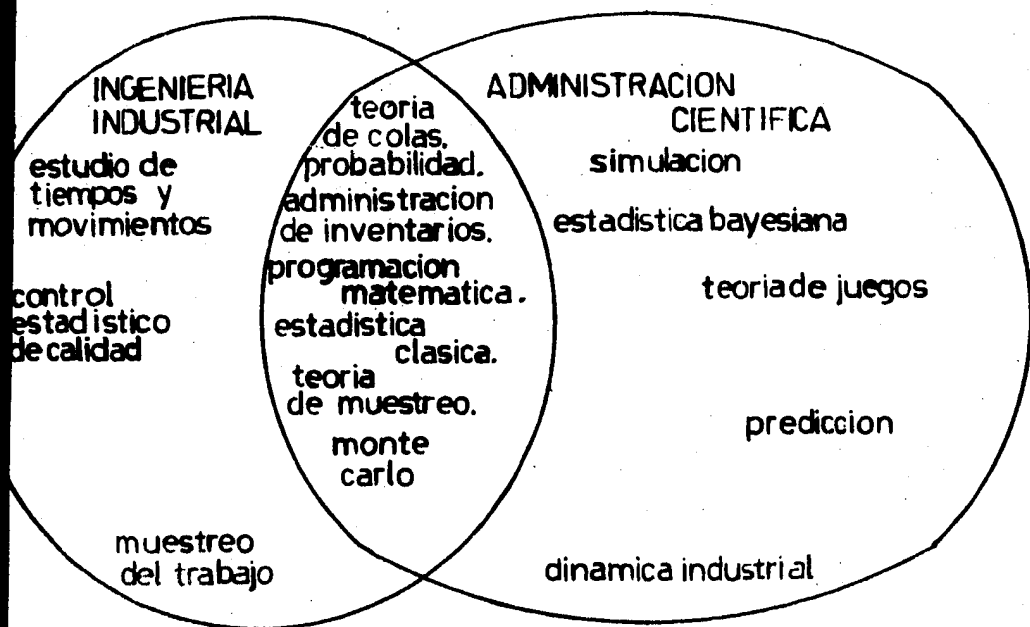 INGENIERIA
INDUSTRIAL
estudio de
tiempos y
movimientos
control
estadistico
de calidad
muestreo
del trabajo
teoria
de colas.
probabilidad.
administracion
de inventarios.
programacion
matematica.
estadistica
clasica.
teoria
de muestreo.
monte
carlo
ADMINISTRACION
CIENTIFICA
simulacion
estadistica bayesiana
teoria de juegos
prediccion
dinamica industrial